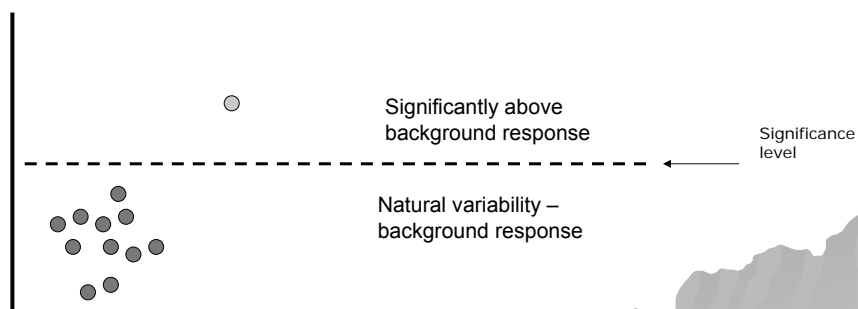 Significantly above
background response
Significance
level
Natural variability –
background response